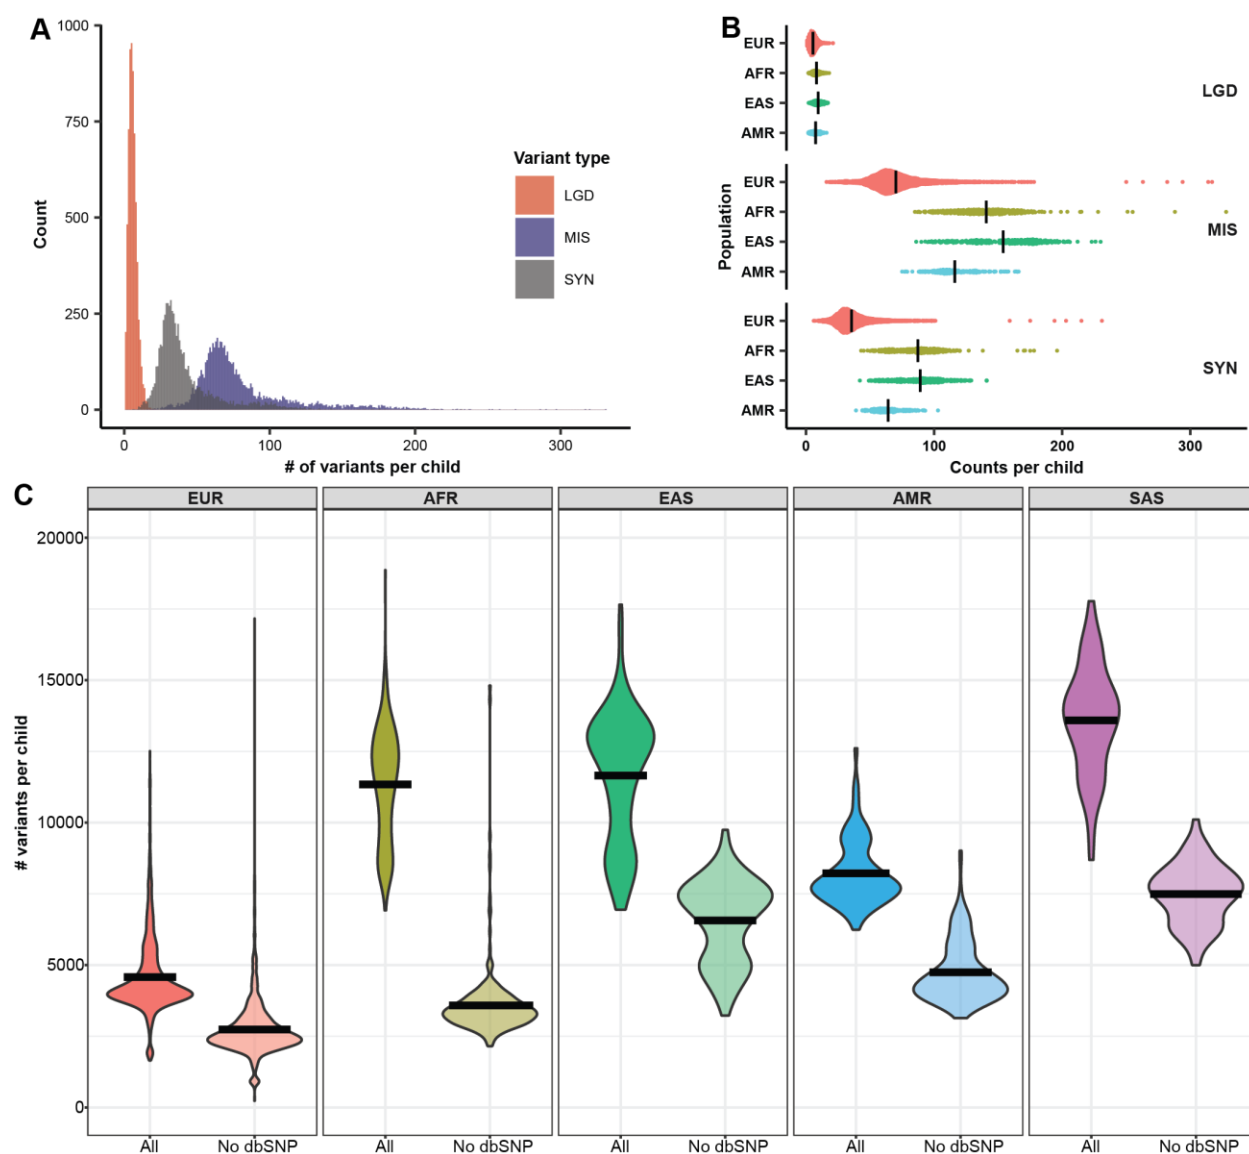 A
1000
750
500
250
0
Count
0 100 200 300
# of variants per child
Variant type
LGD
MIS
SYN
B
Population
EUR
AFR
EAS
AMR
LGD
EUR
AFR
EAS
AMR
MIS
EUR
AFR
EAS
AMR
SYN
0 100 200 300
Counts per child
C
EUR AFR EAS AMR SAS
# variants per child
20000
15000
10000
5000
0
All No dbSNP All No dbSNP All No dbSNP All No dbSNP All No dbSNP